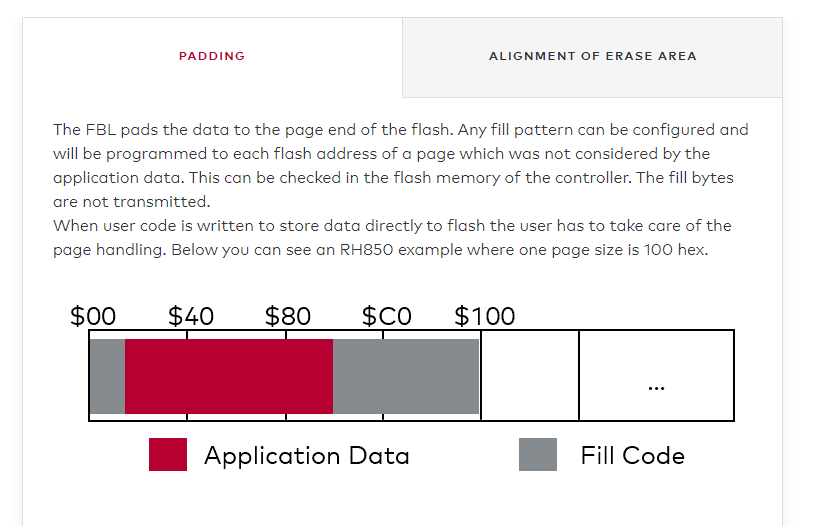 PADDING
ALIGNMENT OF ERASE AREA
The FBL pads the data to the page end of the flash. Any fill pattern can be configured and
will be programmed to each flash address of a page which was not considered by the
application data. This can be checked in the flash memory of the controller. The fill bytes
are not transmitted.
When user code is written to store data directly to flash the user has to take care of the
page handling. Below you can see an RH850 example where one page size is 100 hex.
$00 $40 $80 $C0 $100
...
Application Data Fill Code